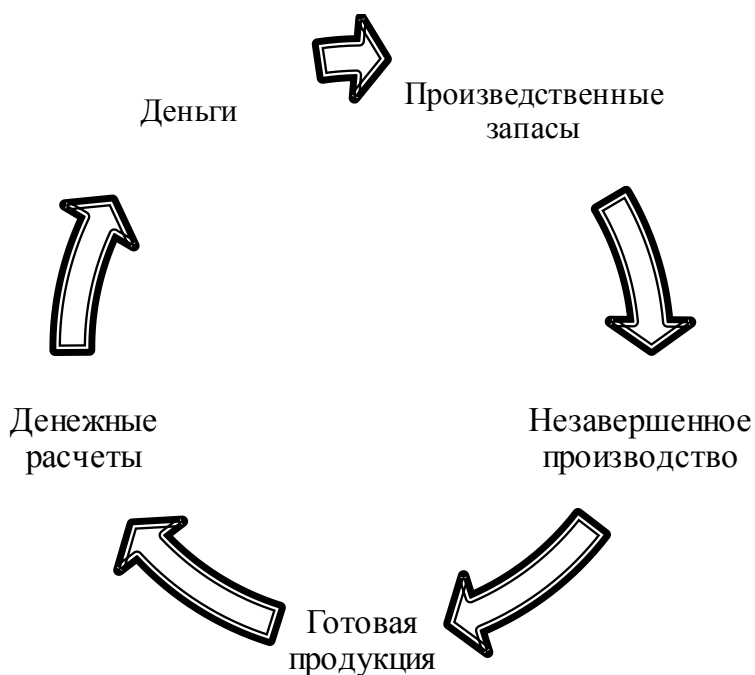 Деньги
Произведственные
запасы
Незавершенное
производство
Готовая
продукция
Денежные
расчеты